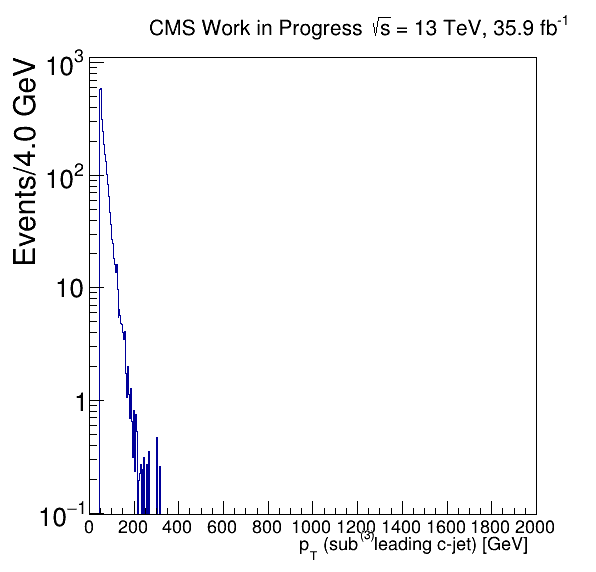 CMS Work in Progress √s = 13 TeV, 35.9 fb⁻¹
Events/4.0 GeV
10³
10²
10
1
10⁻¹
0 200 400 600 800 1000 1200 1400 1600 1800 2000
p_T (sub⁽³⁾leading c-jet) [GeV]